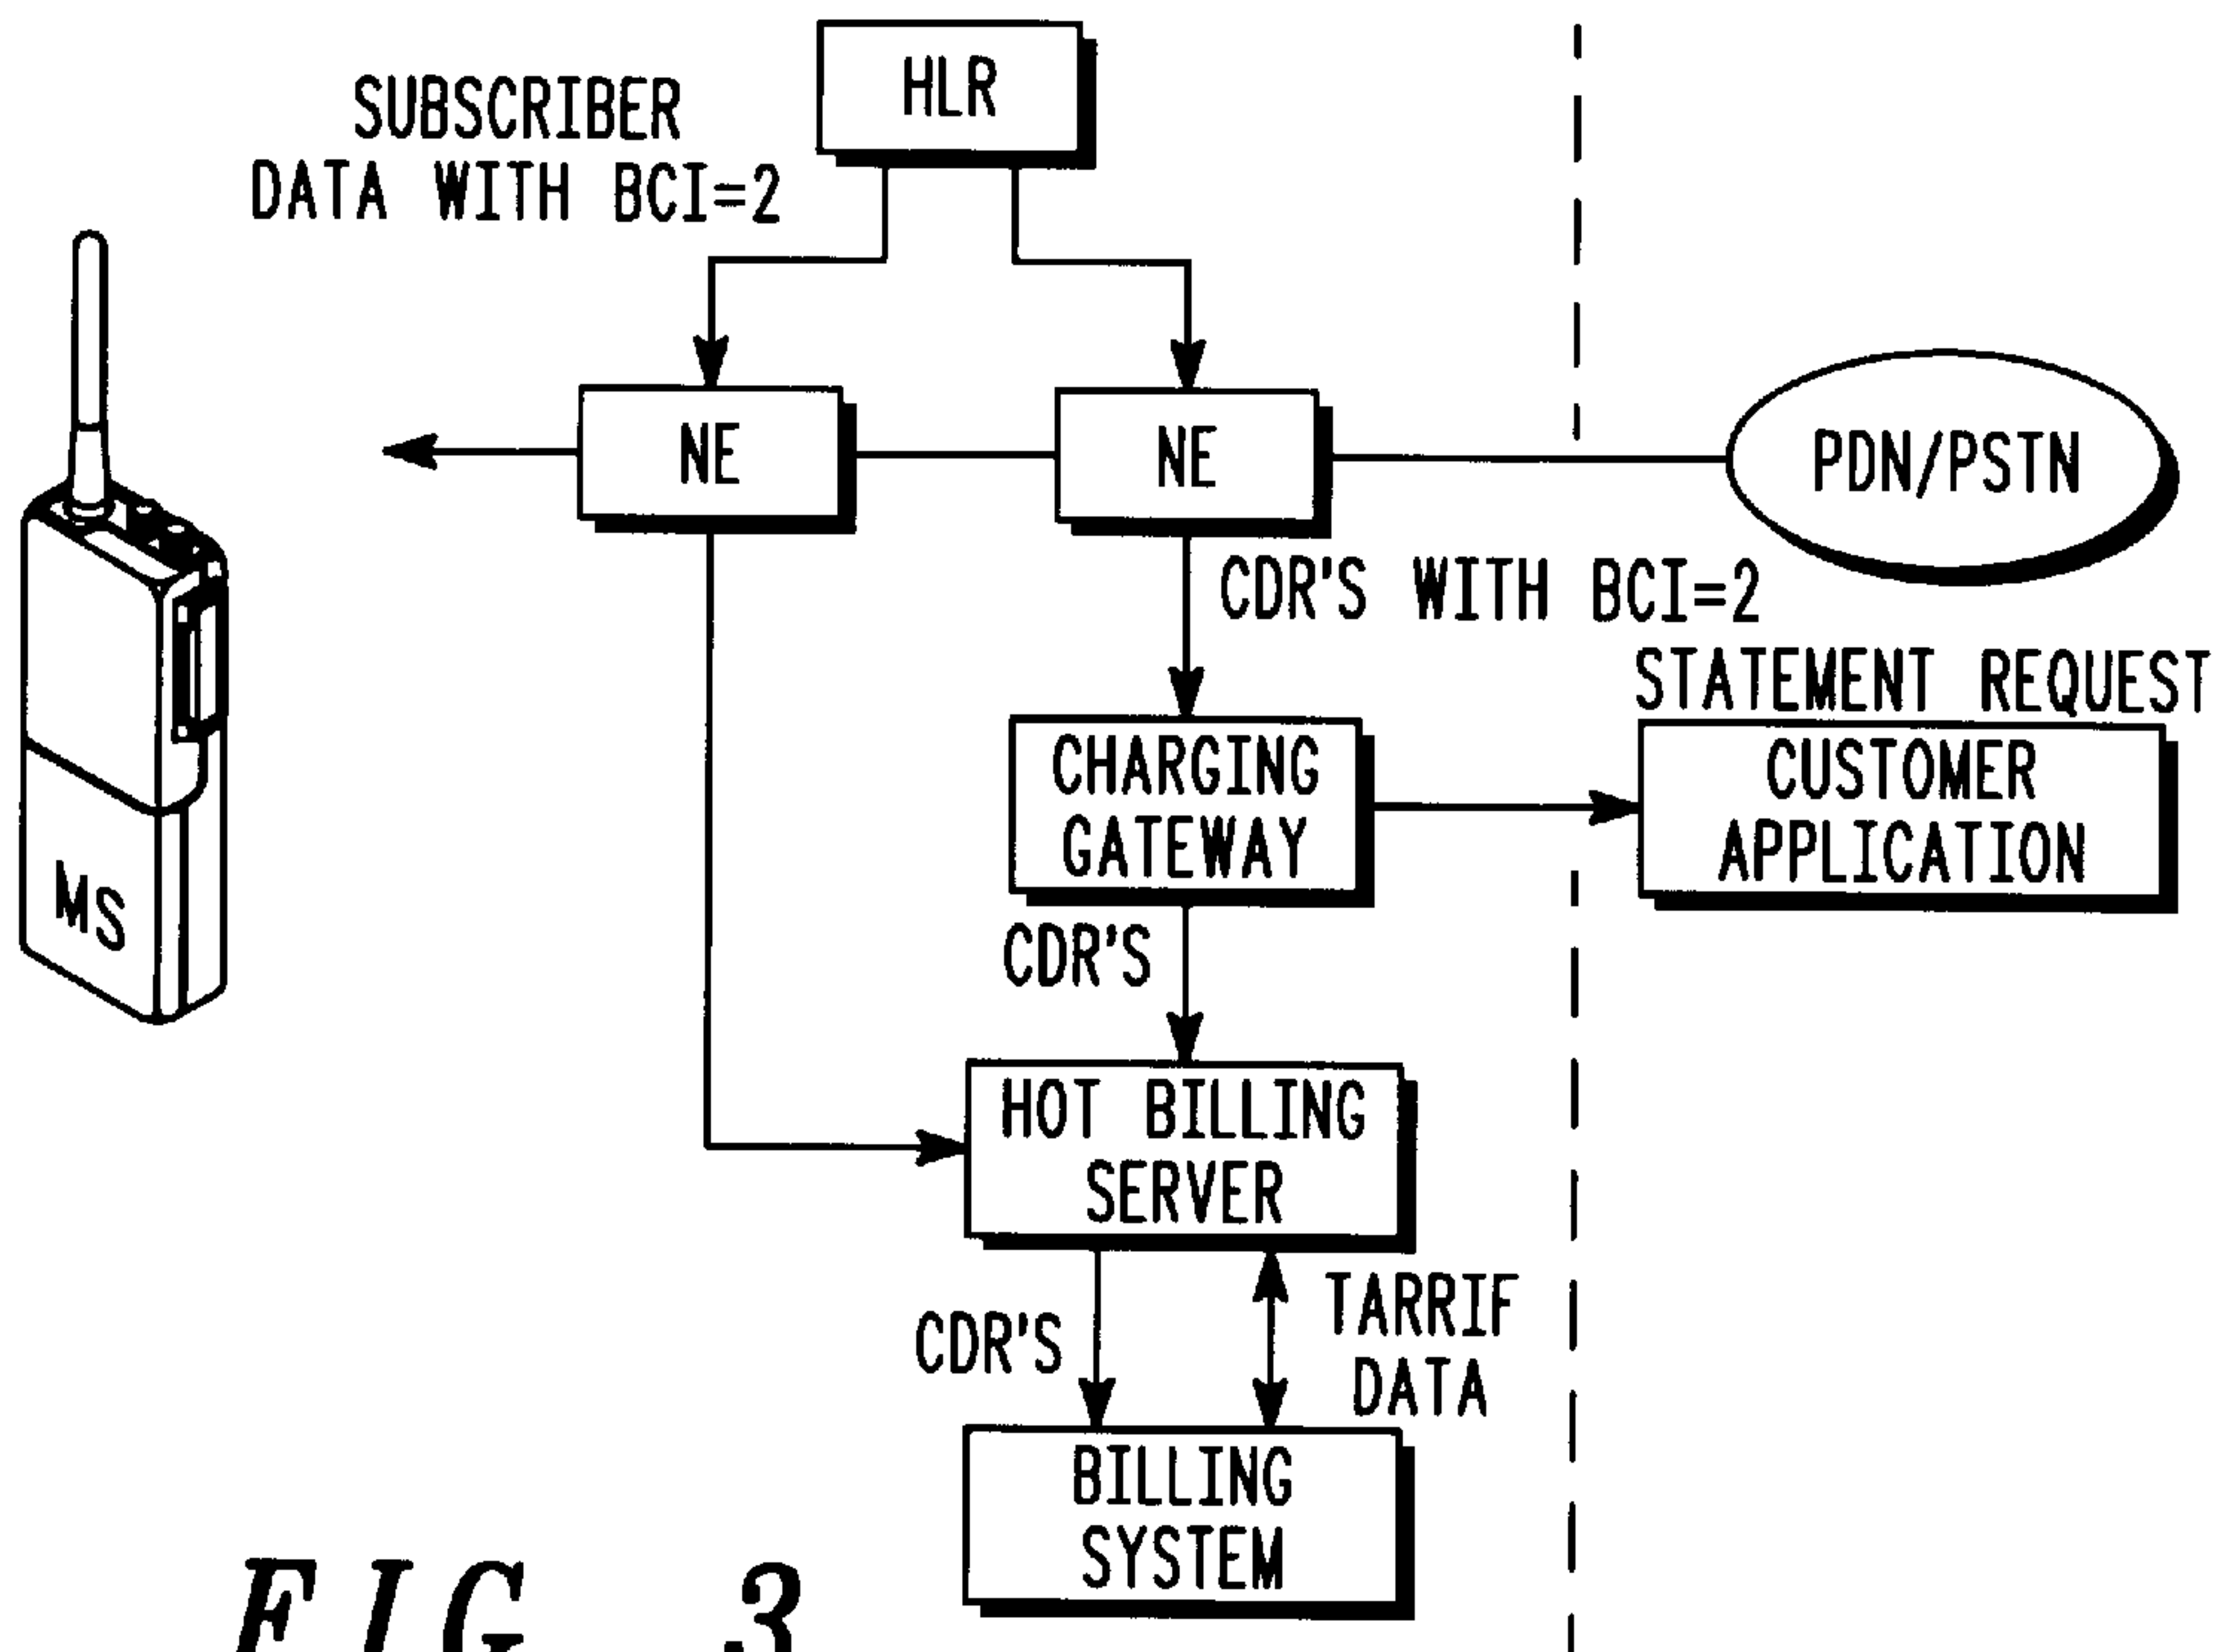 HLR
SUBSCRIBER
DATA WITH BCI=2
NE
NE
PDN/PSTN
CDR'S WITH BCI=2
STATEMENT REQUEST
CHARGING
GATEWAY
CUSTOMER
APPLICATION
MS
CDR'S
HOT BILLING
SERVER
CDR'S
TARRIF
DATA
BILLING
SYSTEM
FIG 3